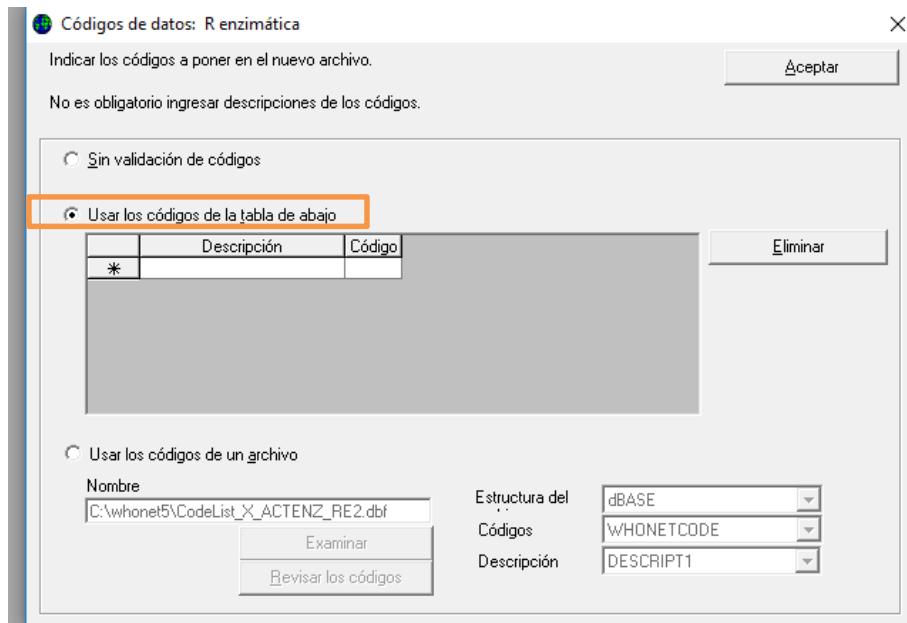 Códigos de datos: R enzimática
Indicar los códigos a poner en el nuevo archivo.
Aceptar
No es obligatorio ingresar descripciones de los códigos.
Sin validación de códigos
Usar los códigos de la tabla de abajo
Descripción Código
Eliminar
Usar los códigos de un archivo
Nombre
C:\whonet5\CodeList_X_ACTENZ_RE2.dbf
Examinar
Revisar los códigos
Estructura del
dBASE
Códigos
WHONETCODE
Descripción
DESCRIPT1